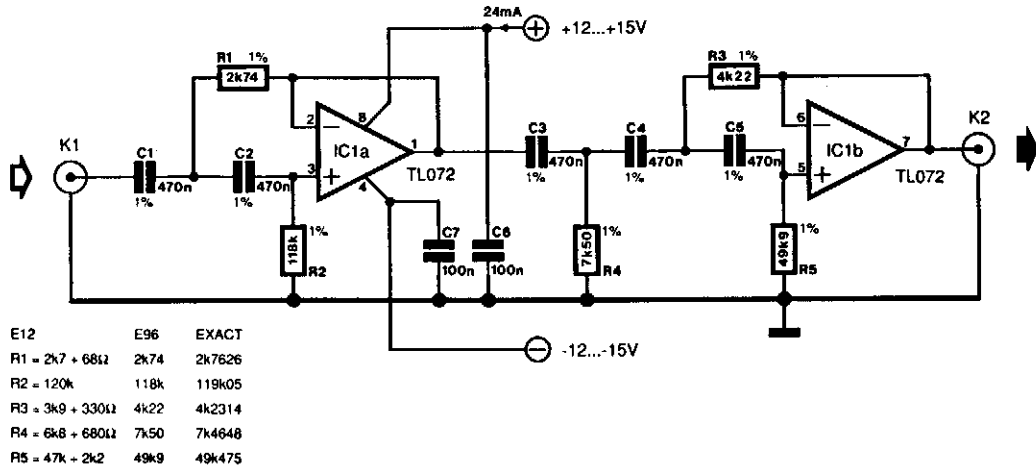 24mA
+12...+15V
R1 1%
2k74
R3 1%
4k22
8
2
IC1a
1
TL072
3
4
6
IC1b
7
TL072
5
K1
K2
C1
470n
1%
C2
470n
1%
C3
470n
1%
C4
470n
1%
C5
470n
1%
1%
118k
R2
C7
100n
C6
100n
1%
7k50
R4
1%
49k9
R5
-12...-15V
E12 E96 EXACT
R1 = 2k7 + 68Ω 2k74 2k7626
R2 = 120k 118k 119k05
R3 = 3k9 + 330Ω 4k22 4k2314
R4 = 6k8 + 680Ω 7k50 7k4648
R5 = 47k + 2k2 49k9 49k475